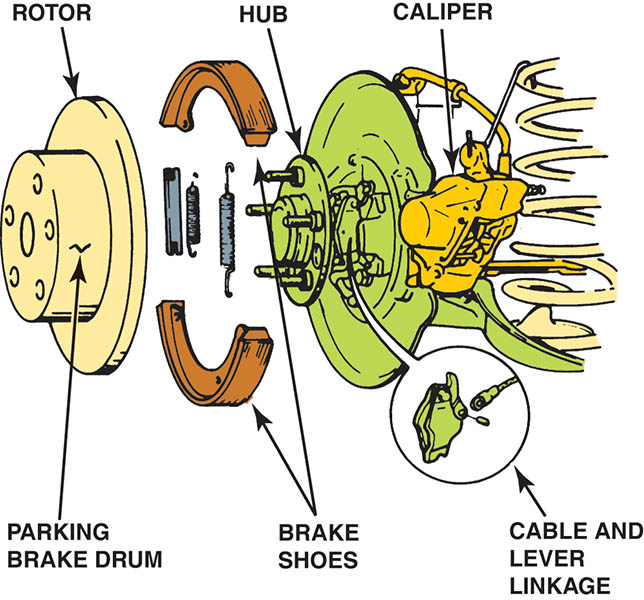 ROTOR
HUB
CALIPER
PARKING
BRAKE DRUM
BRAKE
SHOES
CABLE AND
LEVER
LINKAGE